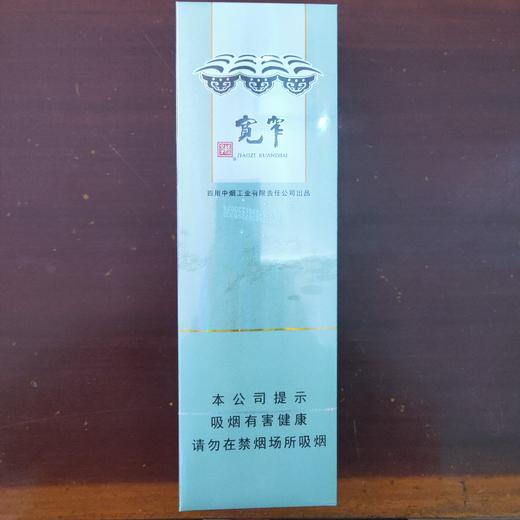 宽窄
JIAOZI KUANZHAI
四川中烟工业有限责任公司出品
本公司提示
吸烟有害健康
请勿在禁烟场所吸烟